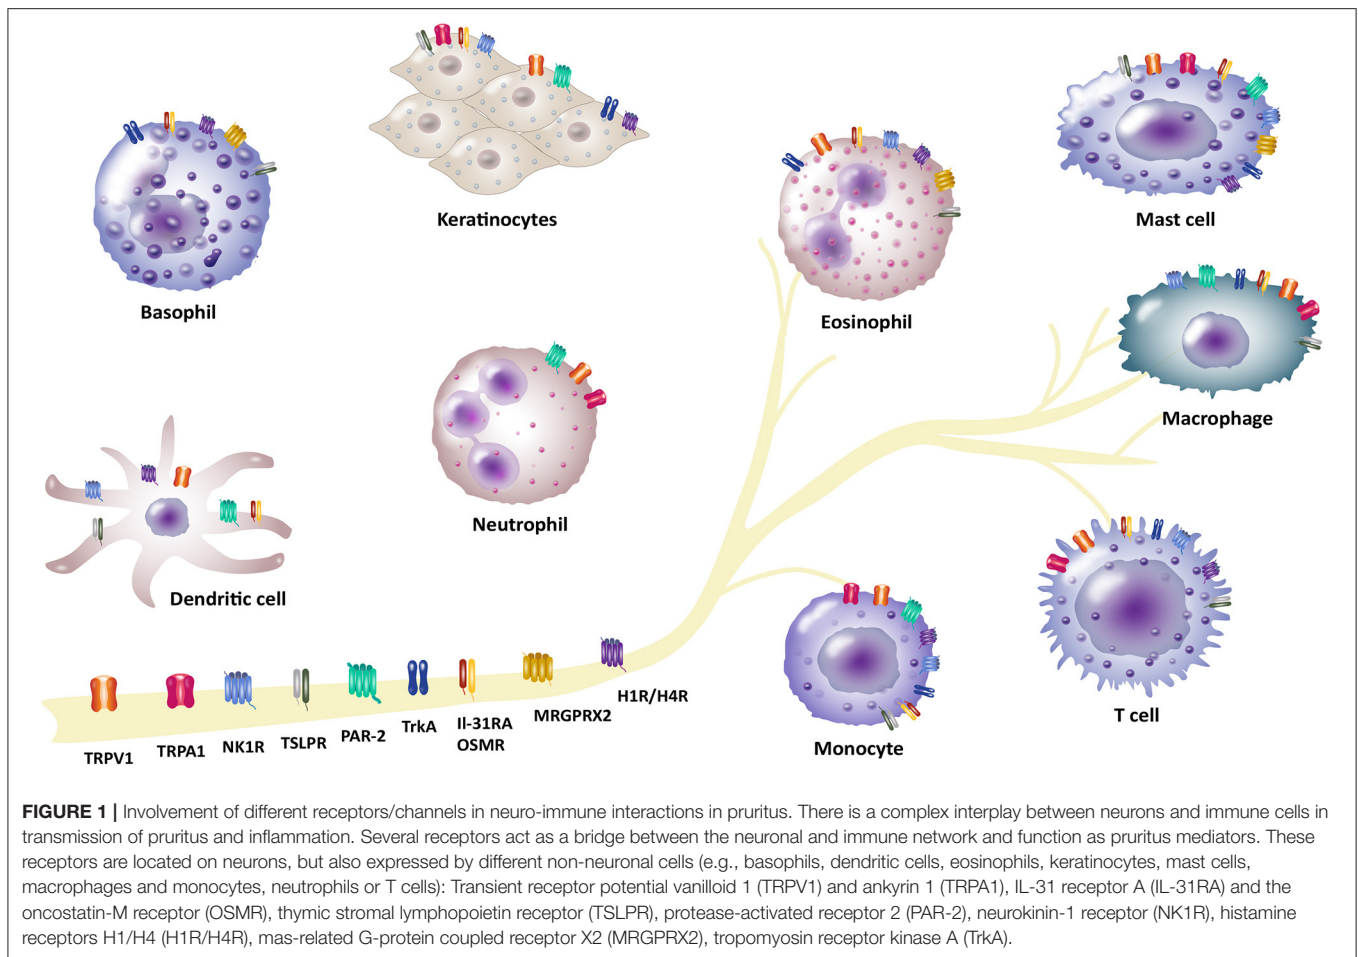 Keratinocytes
Mast cell
Basophil
Eosinophil
Macrophage
Neutrophil
Dendritic cell
T cell
Monocyte
TRPV1
TRPA1
NK1R
TSLPR
PAR-2
TrkA
Il-31RA
OSMR
MRGPRX2
H1R/H4R
FIGURE 1 | Involvement of different receptors/channels in neuro-immune interactions in pruritus. There is a complex interplay between neurons and immune cells in
transmission of pruritus and inflammation. Several receptors act as a bridge between the neuronal and immune network and function as pruritus mediators. These
receptors are located on neurons, but also expressed by different non-neuronal cells (e.g., basophils, dendritic cells, eosinophils, keratinocytes, mast cells,
macrophages and monocytes, neutrophils or T cells): Transient receptor potential vanilloid 1 (TRPV1) and ankyrin 1 (TRPA1), IL-31 receptor A (IL-31RA) and the
oncostatin-M receptor (OSMR), thymic stromal lymphopoietin receptor (TSLPR), protease-activated receptor 2 (PAR-2), neurokinin-1 receptor (NK1R), histamine
receptors H1/H4 (H1R/H4R), mas-related G-protein coupled receptor X2 (MRGPRX2), tropomyosin receptor kinase A (TrkA).